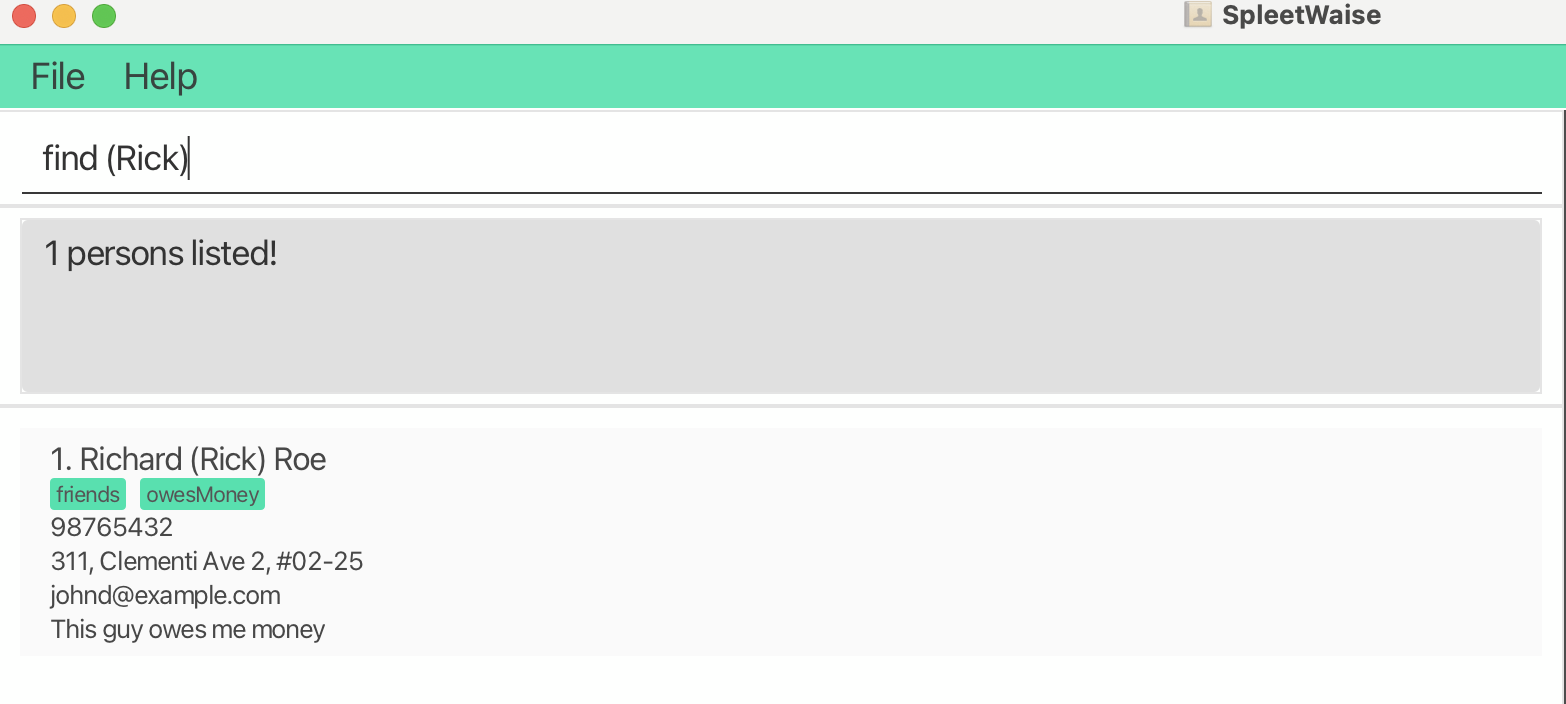 SpleetWaise
File Help
find (Rick)
1 persons listed!
1. Richard (Rick) Roe
friends owesMoney
98765432
311, Clementi Ave 2, #02-25
johnd@example.com
This guy owes me money